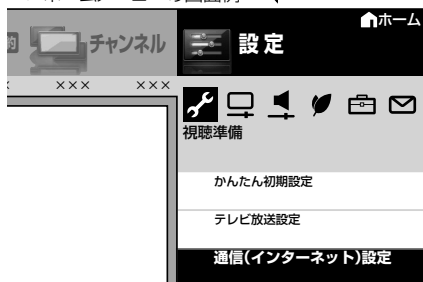 ホーム
チャンネル
設定
××× ×××
視聴準備
かんたん初期設定
テレビ放送設定
通信(インターネット)設定